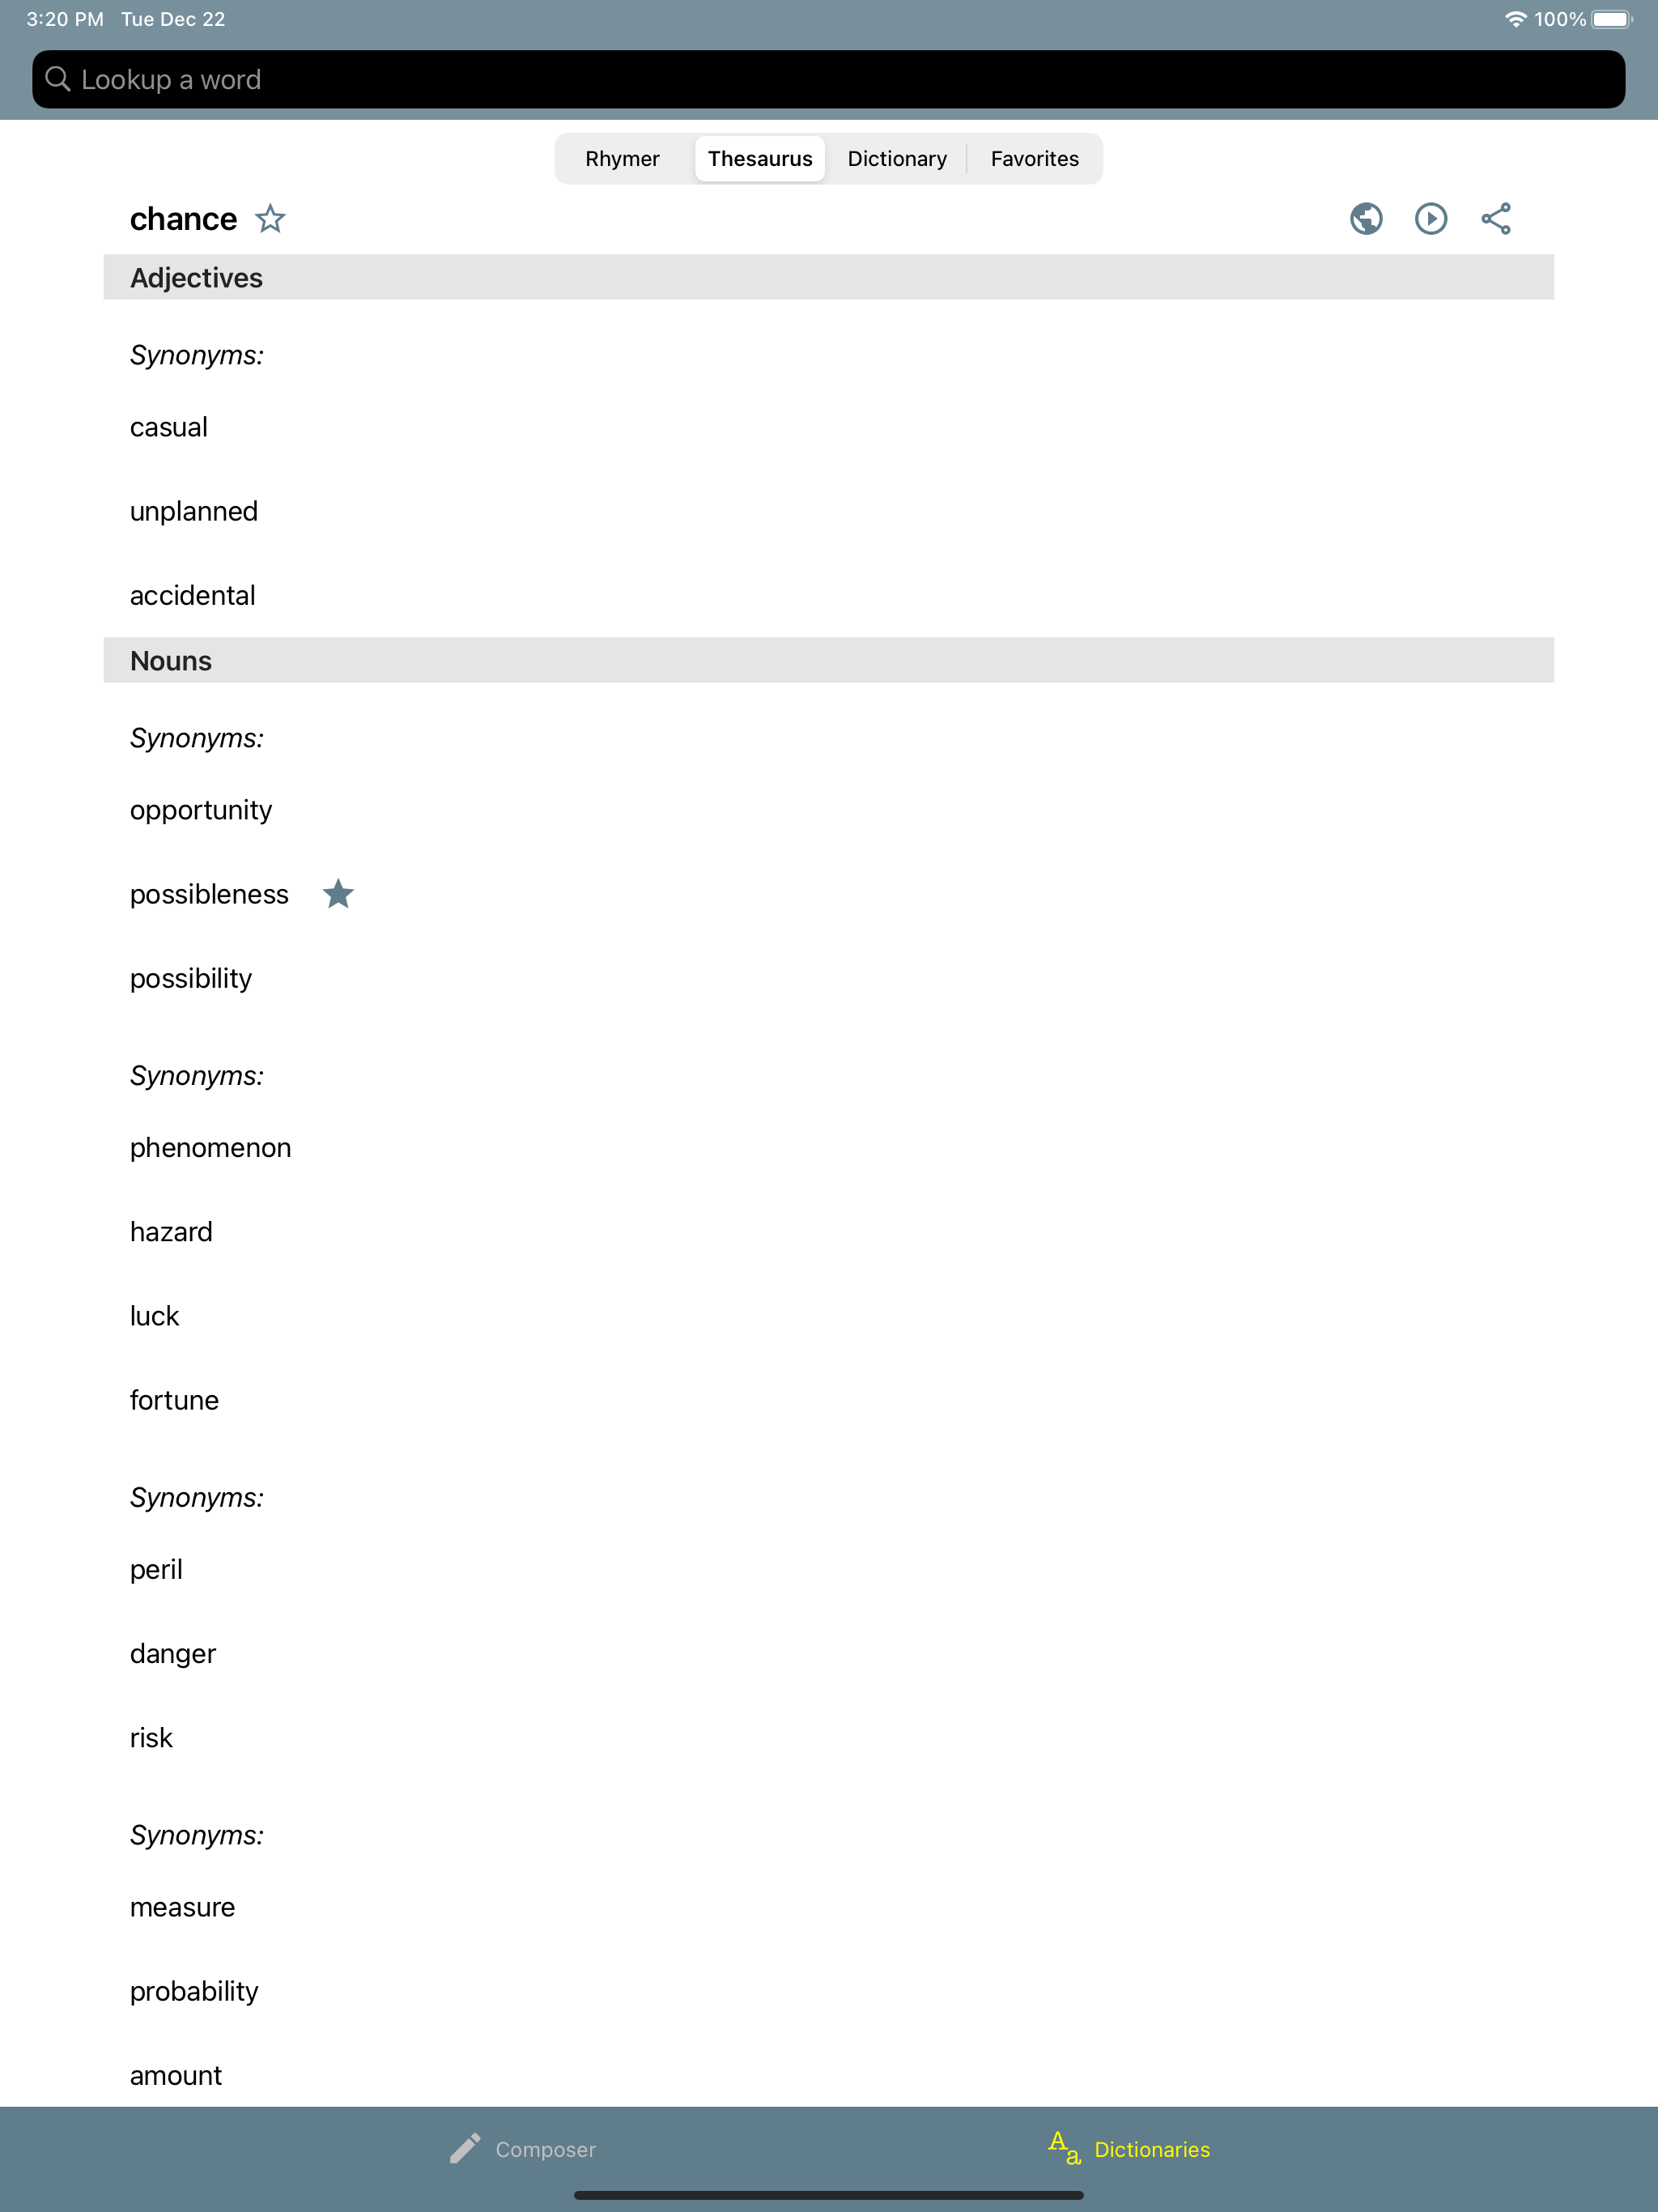 3:20 PM Tue Dec 22 100%
Lookup a word
Rhymer Thesaurus Dictionary Favorites
chance
Adjectives
Synonyms:
casual
unplanned
accidental
Nouns
Synonyms:
opportunity
possibleness
possibility
Synonyms:
phenomenon
hazard
luck
fortune
Synonyms:
peril
danger
risk
Synonyms:
measure
probability
amount
Composer Dictionaries